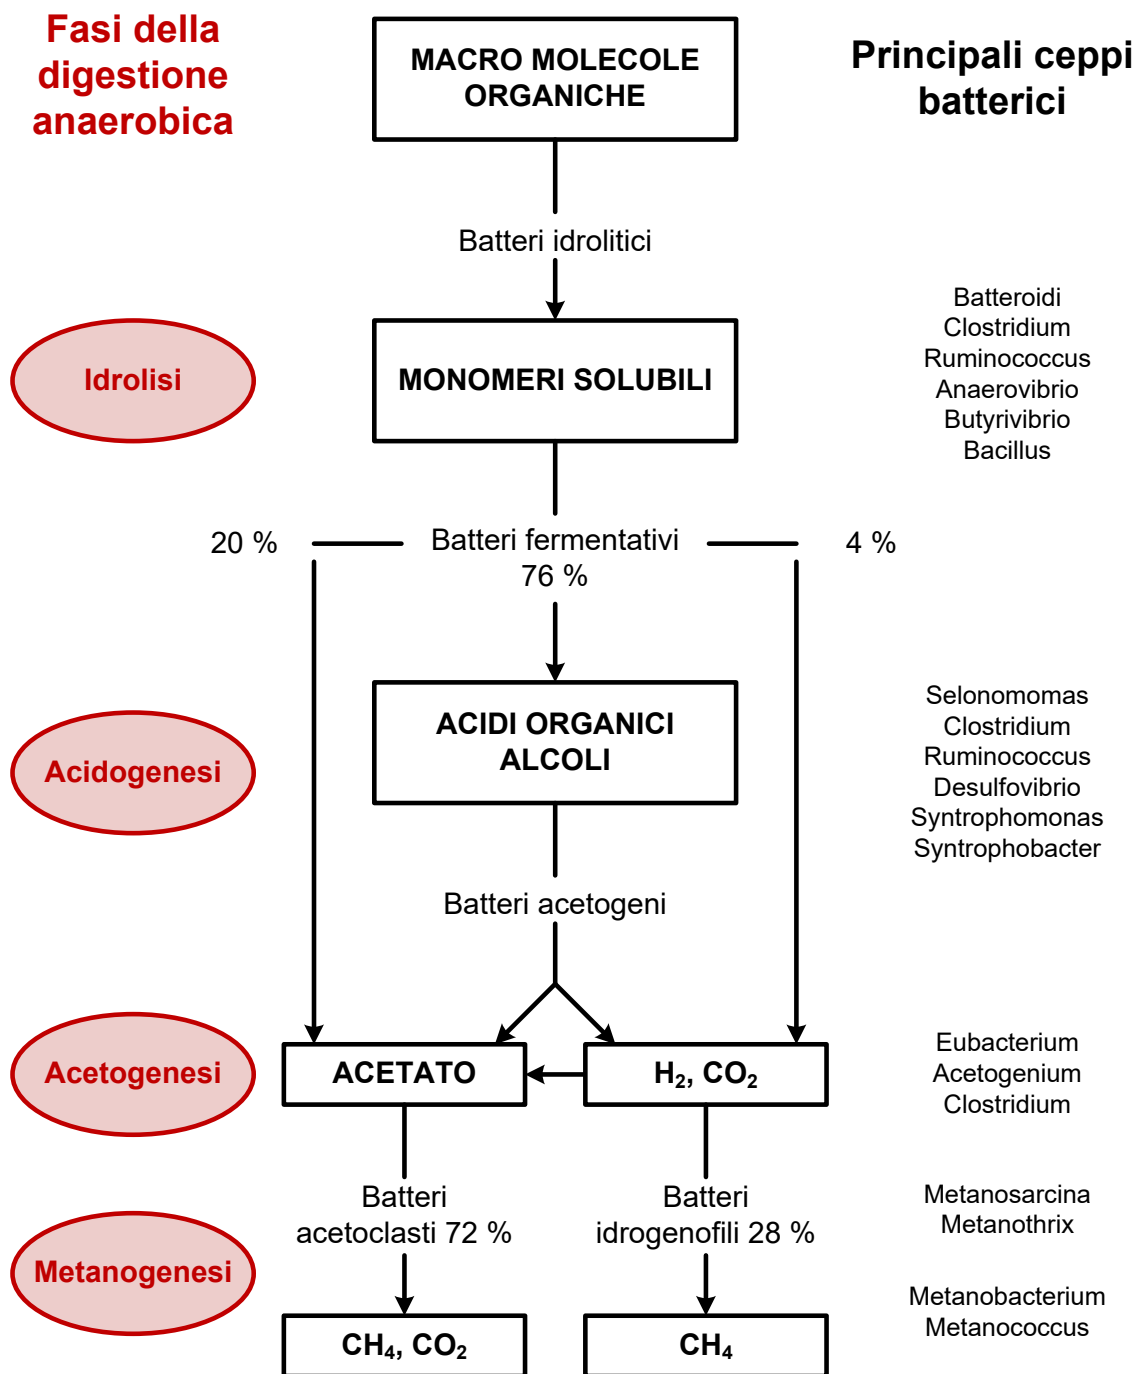 Fasi della
digestione
anaerobica
MACRO MOLECOLE
ORGANICHE
Principali ceppi
batterici
Batteri idrolitici
Idrolisi
MONOMERI SOLUBILI
Batteroidi
Clostridium
Ruminococcus
Anaerovibrio
Butyrivibrio
Bacillus
20 %
Batteri fermentativi
76 %
4 %
Acidogenesi
ACIDI ORGANICI
ALCOLI
Selonomomas
Clostridium
Ruminococcus
Desulfovibrio
Syntrophomonas
Syntrophobacter
Batteri acetogeni
Acetogenesi
ACETATO
H₂, CO₂
Eubacterium
Acetogenium
Clostridium
Metanogenesi
Batteri
acetoclasti 72 %
Batteri
idrogenofili 28 %
Metanosarcina
Metanothrix
Metanobacterium
Metanococcus
CH₄, CO₂
CH₄